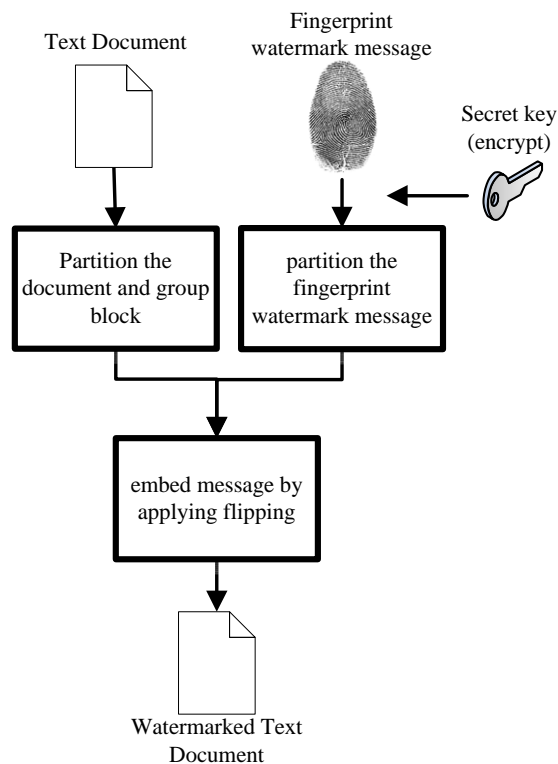 Text Document
Fingerprint
watermark message
Secret key
(encrypt)
Partition the
document and group
block
partition the
fingerprint
watermark message
embed message by
applying flipping
Watermarked Text
Document